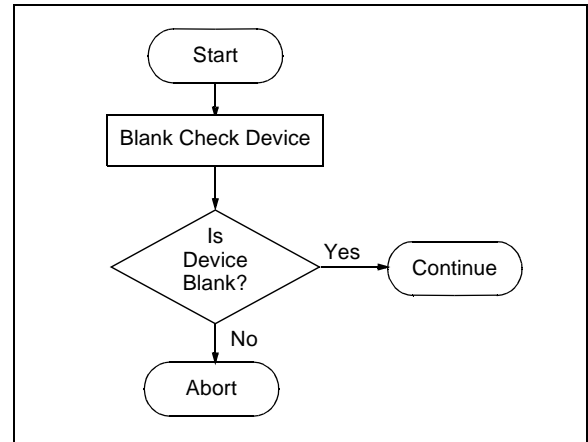 Start
Blank Check Device
Is
Device
Blank?
Yes
Continue
No
Abort